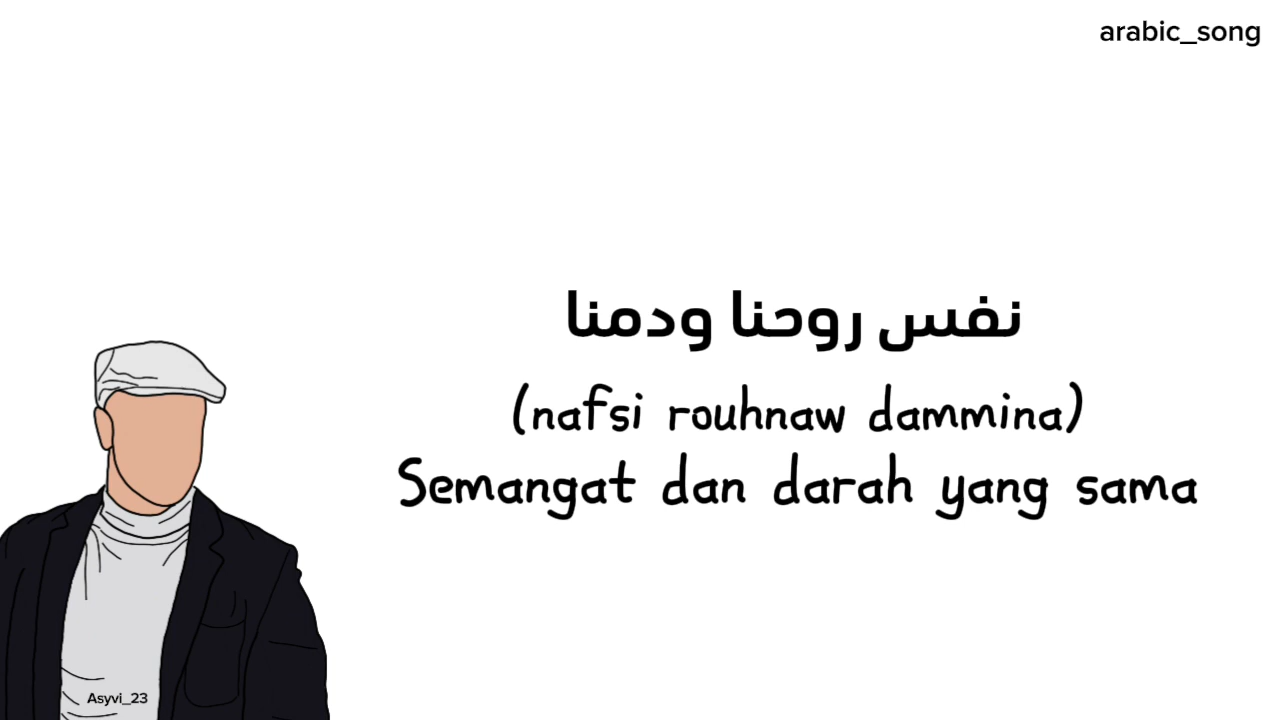 arabic_song
نفس روحنا ودمنا
(nafsi rouhnaw dammina)
Semangat dan darah yang sama
Asyvi_23